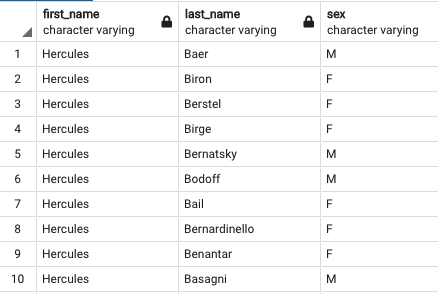 first_name last_name sex
character varying character varying character varying
1 Hercules Baer M
2 Hercules Biron F
3 Hercules Berstel F
4 Hercules Birge F
5 Hercules Bernatsky M
6 Hercules Bodoff M
7 Hercules Bail F
8 Hercules Bernardinello F
9 Hercules Benantar F
10 Hercules Basagni M